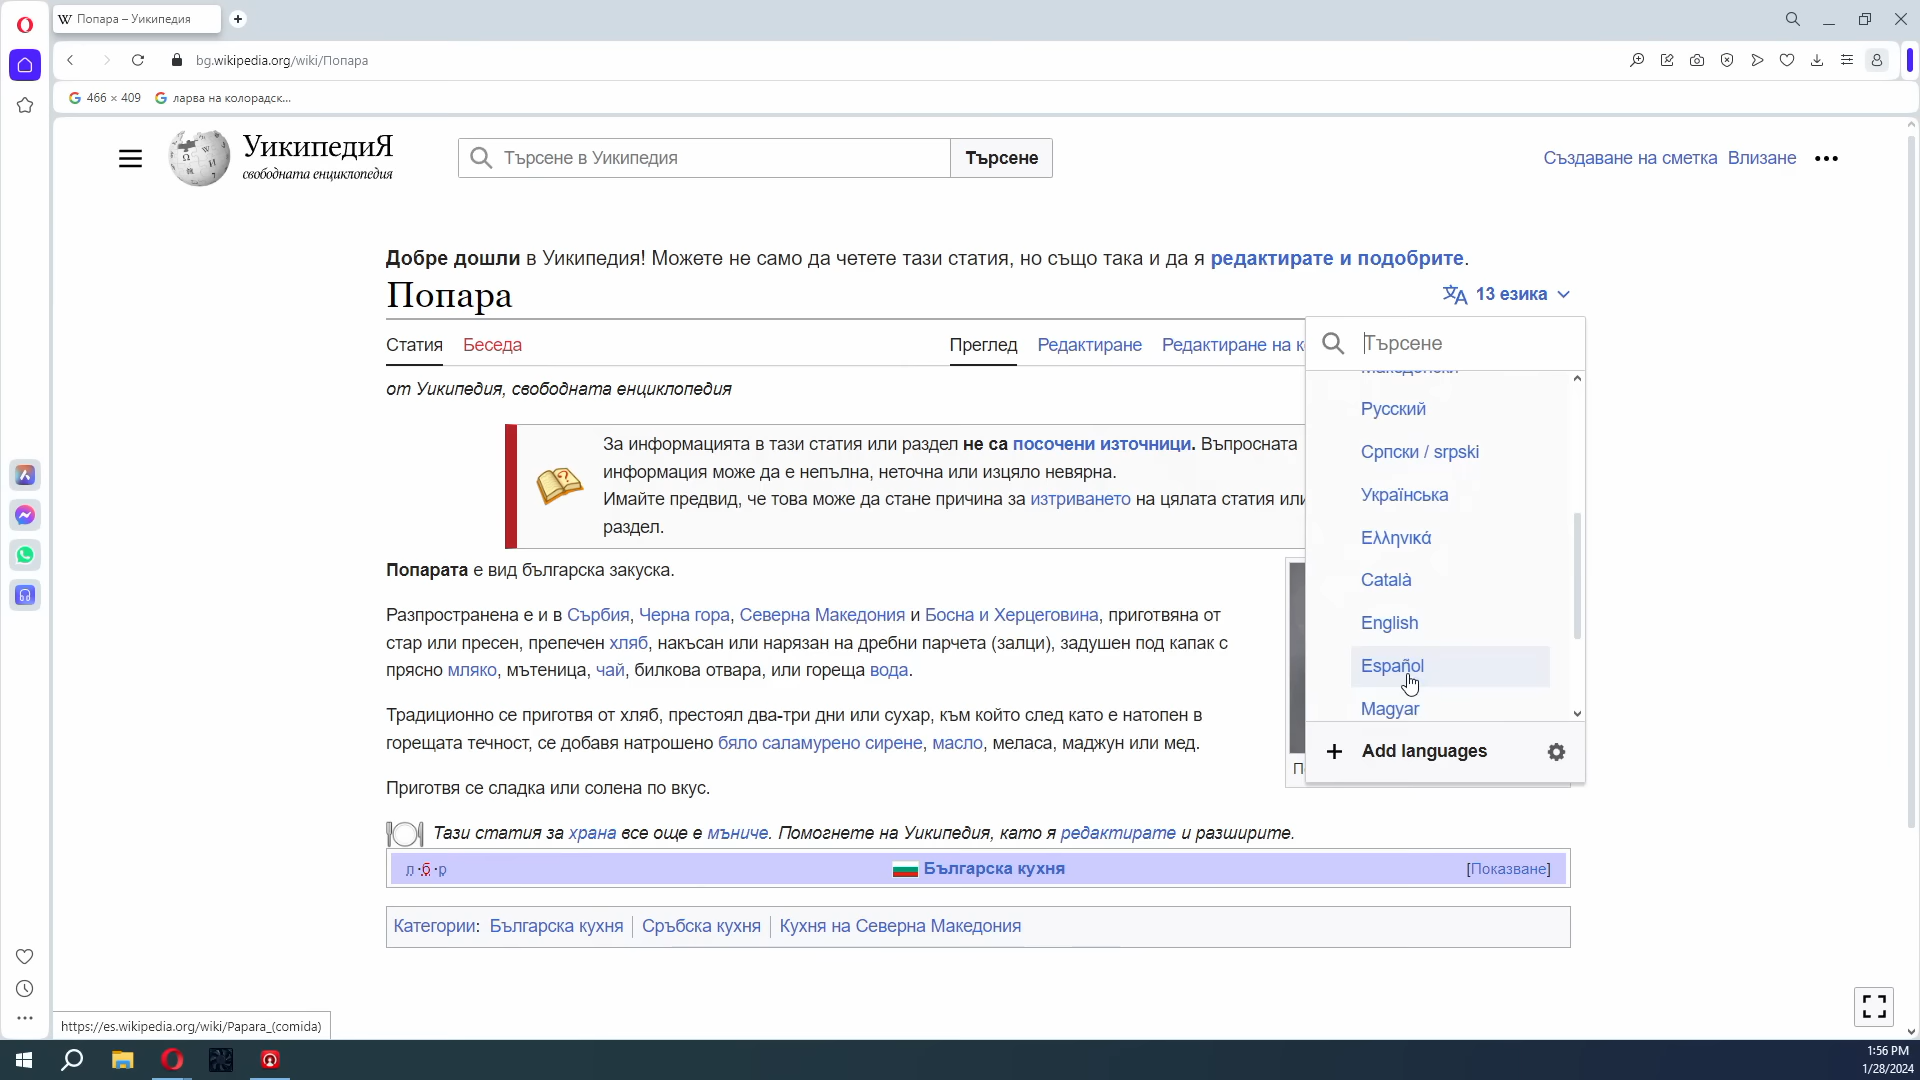 Попара – Уикипедия
bg.wikipedia.org/wiki/Попара
466 × 409
ларва на колорадск...
УикипедиЯ
свободната енциклопедия
Търсене в Уикипедия
Търсене
Създаване на сметка
Влизане
Добре дошли в Уикипедия! Можете не само да четете тази статия, но също така и да я редактирате и подобрите.
Попара
13 езика
Статия
Беседа
Преглед
Редактиране
Редактиране на к
Търсене
от Уикипедия, свободната енциклопедия
Македонски
Русский
Српски / srpski
Українська
Ελληνικά
Català
English
Español
Magyar
Add languages
За информацията в тази статия или раздел не са посочени източници. Въпросната
информация може да е непълна, неточна или изцяло невярна.
Имайте предвид, че това може да стане причина за изтриването на цялата статия или
раздел.
Попарата е вид българска закуска.
Разпространена е и в Сърбия, Черна гора, Северна Македония и Босна и Херцеговина, приготвяна от
стар или пресен, препечен хляб, накъсан или нарязан на дребни парчета (залци), задушен под капак с
прясно мляко, мътеница, чай, билкова отвара, или гореща вода.
Традиционно се приготвя от хляб, престоял два-три дни или сухар, към който след като е натопен в
горещата течност, се добавя натрошено бяло саламурено сирене, масло, меласа, маджун или мед.
П
Приготвя се сладка или солена по вкус.
Тази статия за храна все още е мъниче. Помогнете на Уикипедия, като я редактирате и разширите.
л · б · р
Българска кухня
[Показване]
Категории: Българска кухня | Сръбска кухня | Кухня на Северна Македония
https://es.wikipedia.org/wiki/Papara_(comida)
1:56 PM
1/28/2024